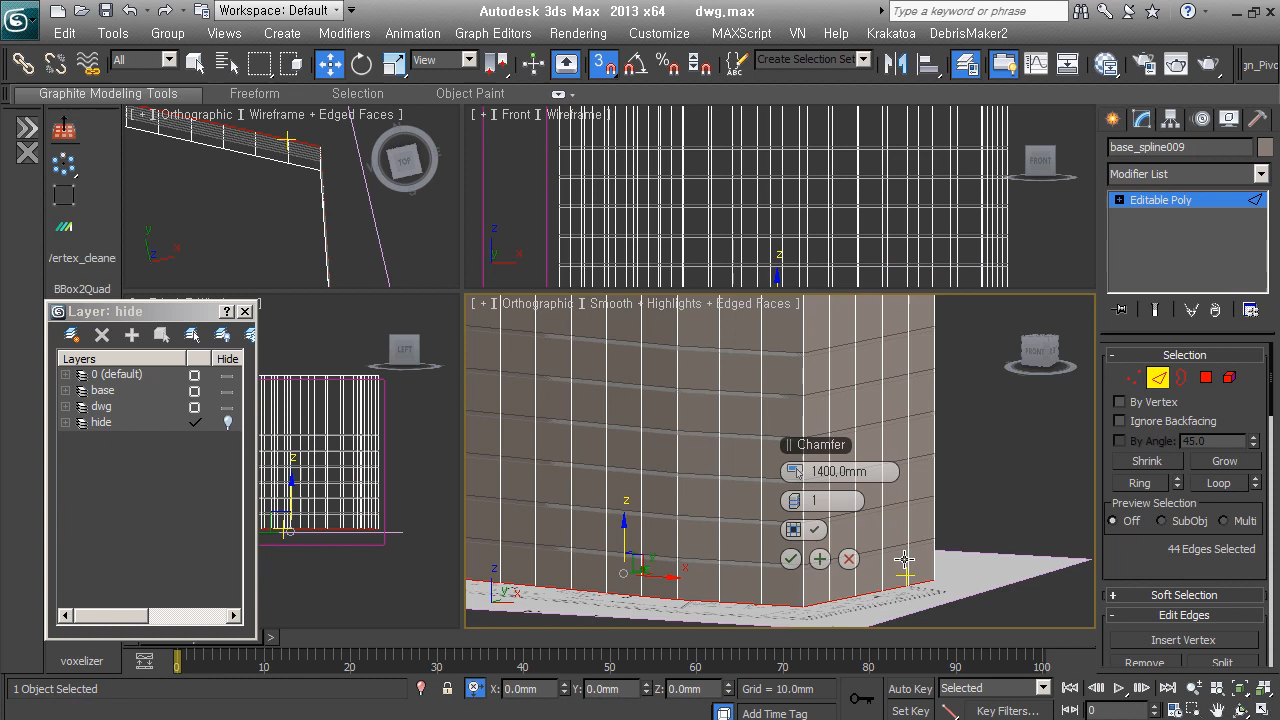 Workspace: Default
Autodesk 3ds Max 2013 x64 dwg.max
Type a keyword or phrase
Edit Tools Group Views Create Modifiers Animation Graph Editors Rendering Customize MAXScript VN Help Krakatoa DebrisMaker2
All
View
3
Create Selection Set
gn_Pivo
Graphite Modeling Tools Freeform Selection Object Paint
[ + ][ Orthographic ][ Wireframe + Edged Faces ]
TOP
[ + ][ Front ][ Wireframe ]
FRONT
base_spline009
Modifier List
Editable Poly
/ertex_cleane
BBox2Quad
Layer: hide
Layers Hide
0 (default)
base
dwg
hide
LEFT
[ + ][ Orthographic ][ Smooth + Highlights + Edged Faces ]
Chamfer
1400,0mm
1
Selection
By Vertex
Ignore Backfacing
By Angle: 45.0
Shrink Grow
Ring Loop
Preview Selection
Off SubObj Multi
44 Edges Selected
Soft Selection
Edit Edges
Insert Vertex
Remove Split
voxelizer
0 10 20 30 40 50 60 70 80 90 100
1 Object Selected
X: 0.0mm Y: 0.0mm Z: 0.0mm Grid = 10.0mm
Add Time Tag
Auto Key Selected
Set Key Key Filters...
0